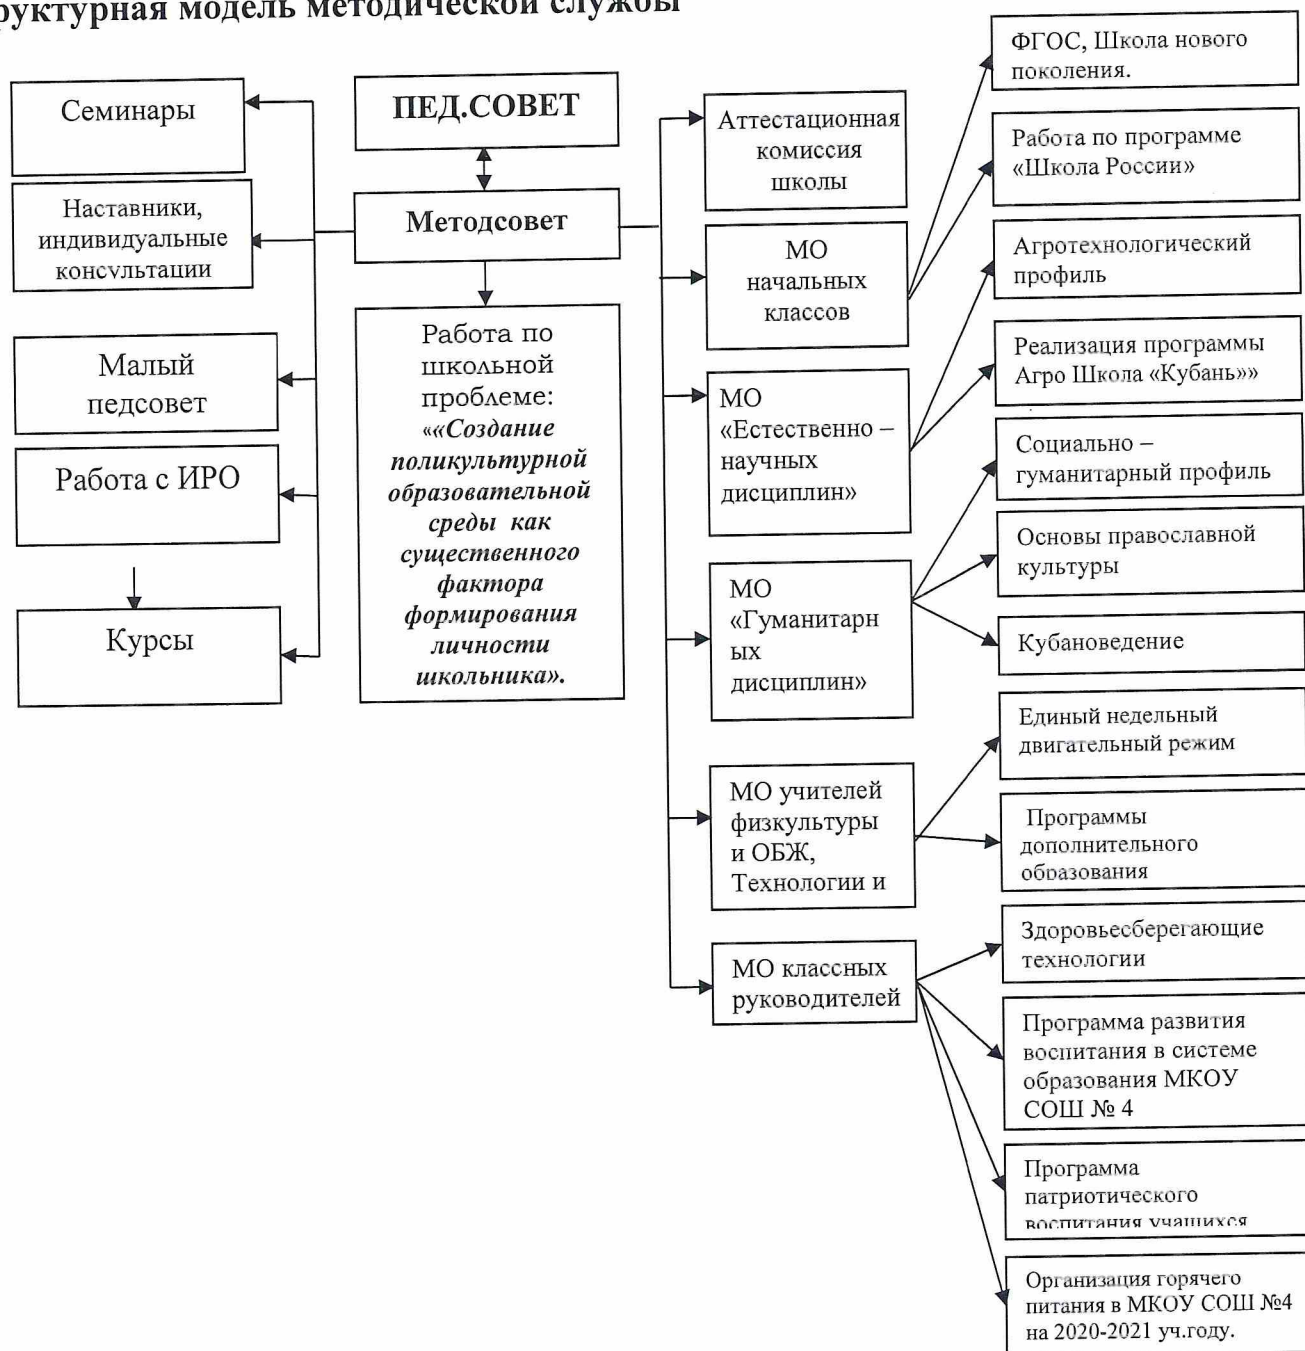 модель методической службы
Семинары
Наставники,
индивидуальные
консультации
Малый
педсовет
Работа с ИРО
Курсы
ПЕД.СОВЕТ
Методсовет
Работа по
школьной
проблеме:
««Создание
поликультурной
образовательной
среды как
существенного
фактора
формирования
личности
школьника».
Аттестационная
комиссия
школы
МО
начальных
классов
МО
«Естественно –
научных
дисциплин»
МО
«Гуманитарн
ых
дисциплин»
МО учителей
физкультуры
и ОБЖ,
Технологии и
МО классных
руководителей
ФГОС, Школа нового
поколения.
Работа по программе
«Школа России»
Агротехнологический
профиль
Реализация программы
Агро Школа «Кубань»»
Социально –
гуманитарный профиль
Основы православной
культуры
Кубановедение
Единый недельный
двигательный режим
Программы
дополнительного
образования
Здоровьесберегающие
технологии
Программа развития
воспитания в системе
образования МКОУ
СОШ № 4
Программа
патриотического
воспитания учащихся
Организация горячего
питания в МКОУ СОШ №4
на 2020-2021 уч.году.